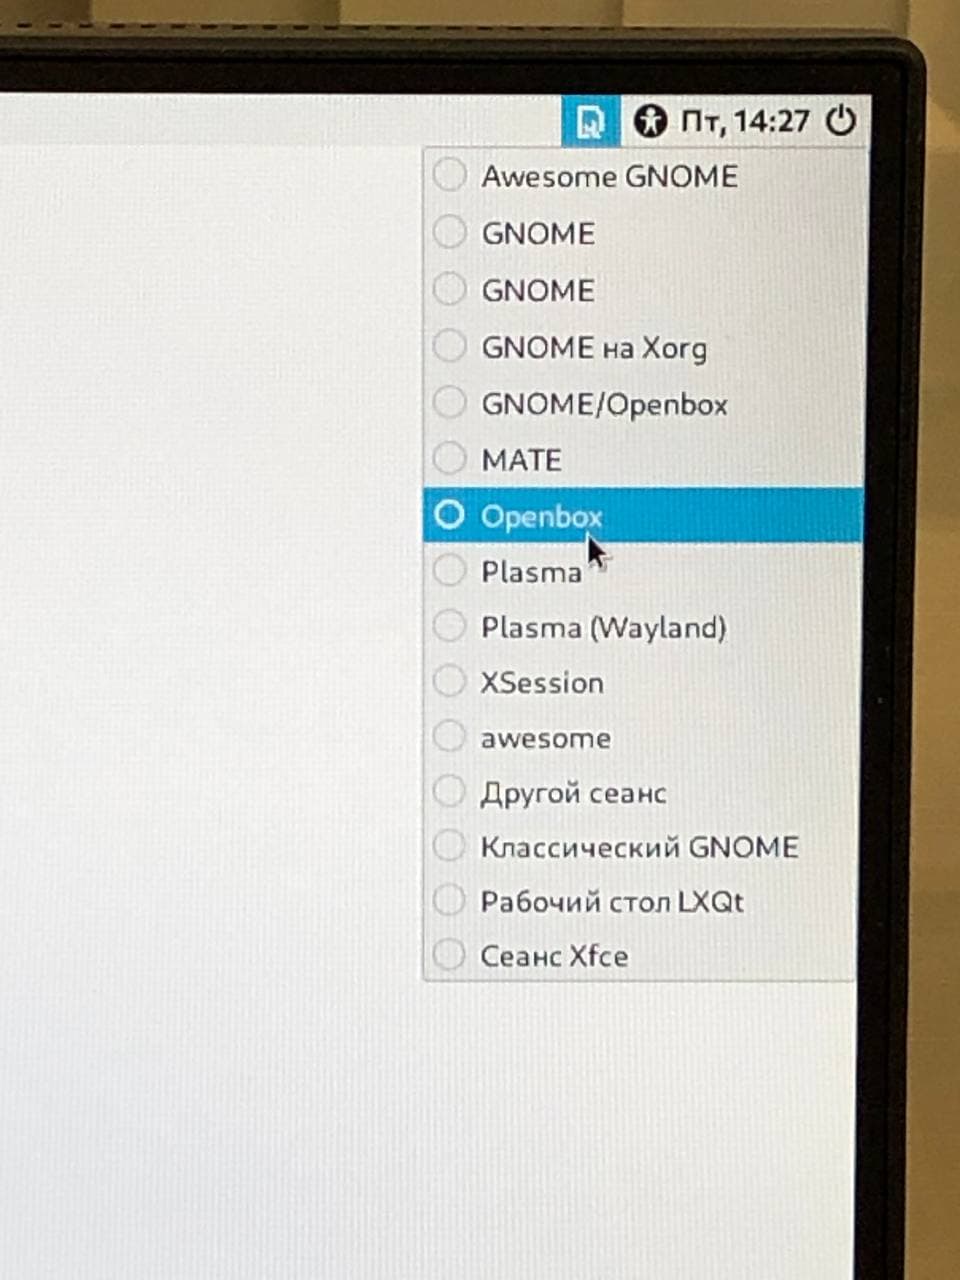 Пт, 14:27
Awesome GNOME
GNOME
GNOME
GNOME на Xorg
GNOME/Openbox
MATE
Openbox
Plasma
Plasma (Wayland)
XSession
awesome
Другой сеанс
Классический GNOME
Рабочий стол LXQt
Сеанс Xfce